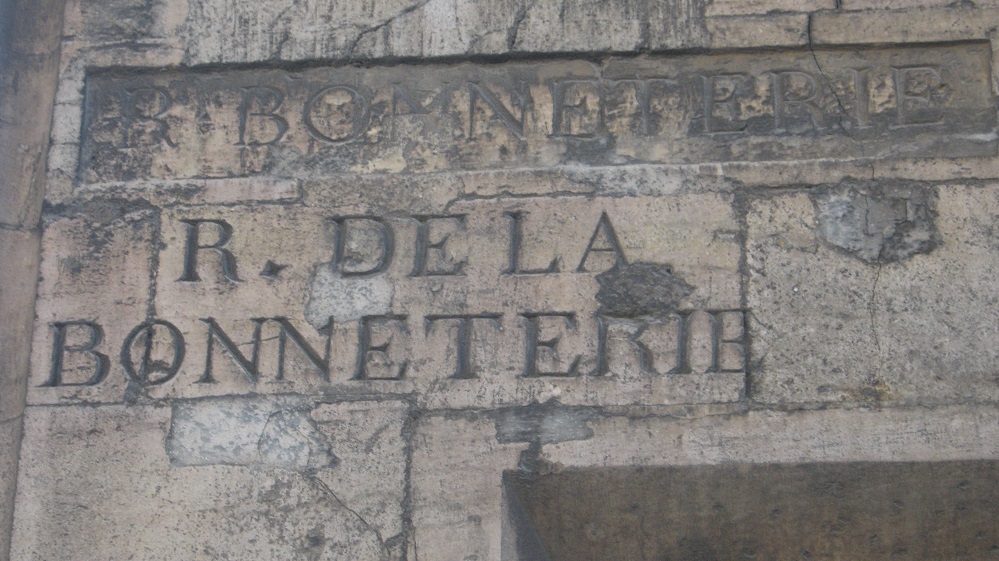 R. BONNETERIE
R. DE LA
BONNETERIE